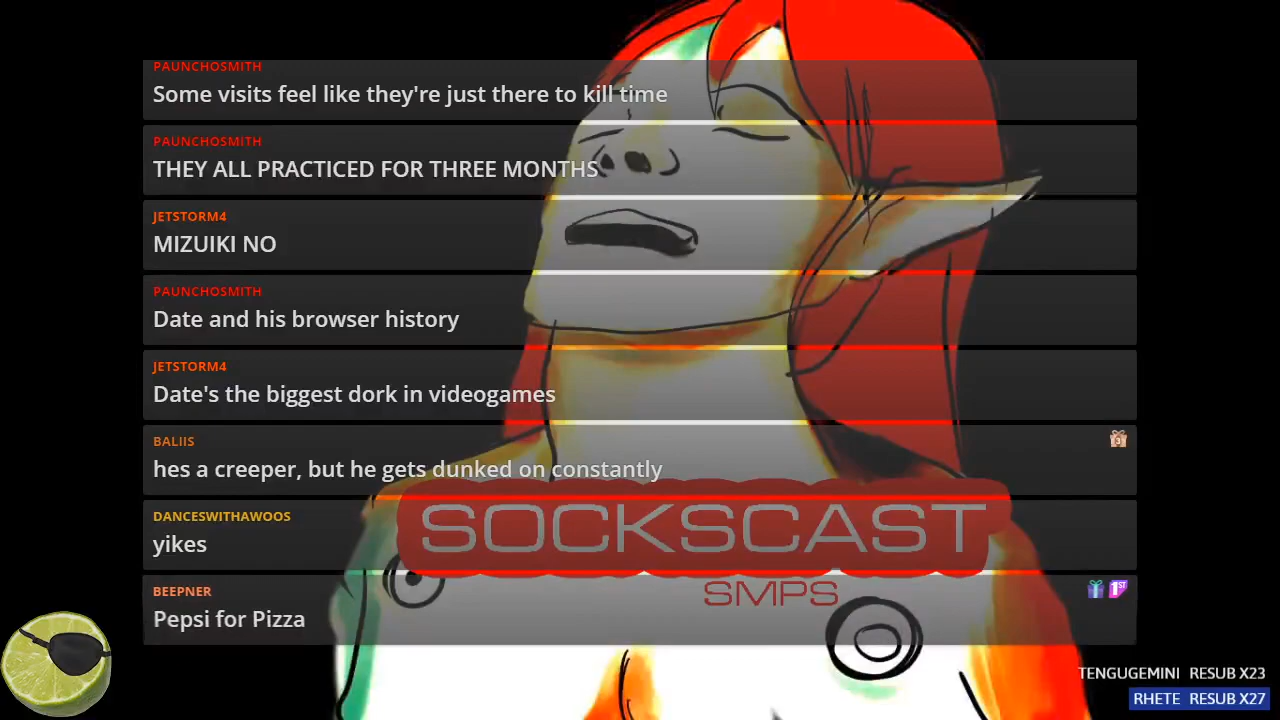 PAUNCHOSMITH
Some visits feel like they're just there to kill time
PAUNCHOSMITH
THEY ALL PRACTICED FOR THREE MONTHS
JETSTORM4
MIZUIKI NO
PAUNCHOSMITH
Date and his browser history
JETSTORM4
Date's the biggest dork in videogames
BALIIS
3
hes a creeper, but he gets dunked on constantly
DANCESWITHAWOOS
yikes
SOCKSCAST
SMPS
BEEPNER
1ST
Pepsi for Pizza
TENGUGEMINI RESUB X23
RHETE RESUB X27